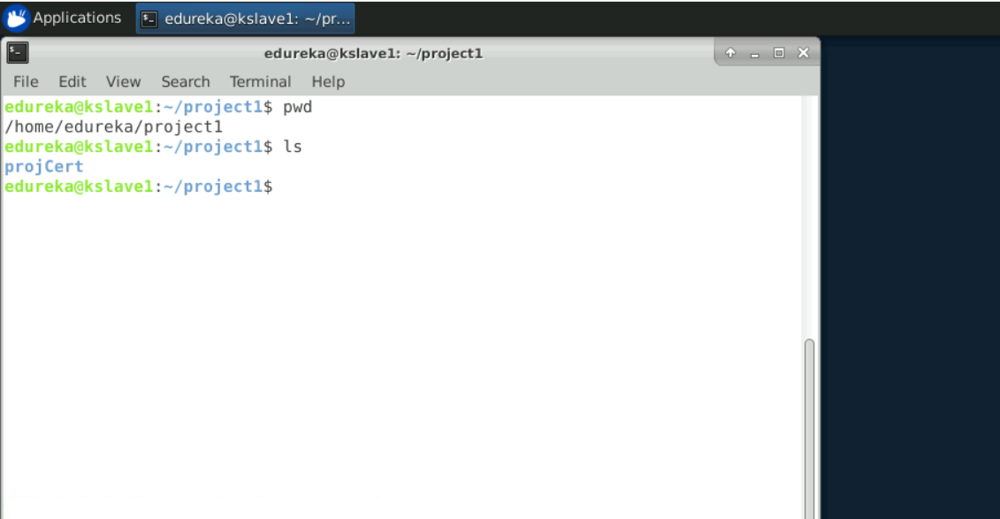 Applications edureka@kslave1: ~/pr...
edureka@kslave1: ~/project1
File Edit View Search Terminal Help
edureka@kslave1:~/project1$ pwd
/home/edureka/project1
edureka@kslave1:~/project1$ ls
projCert
edureka@kslave1:~/project1$